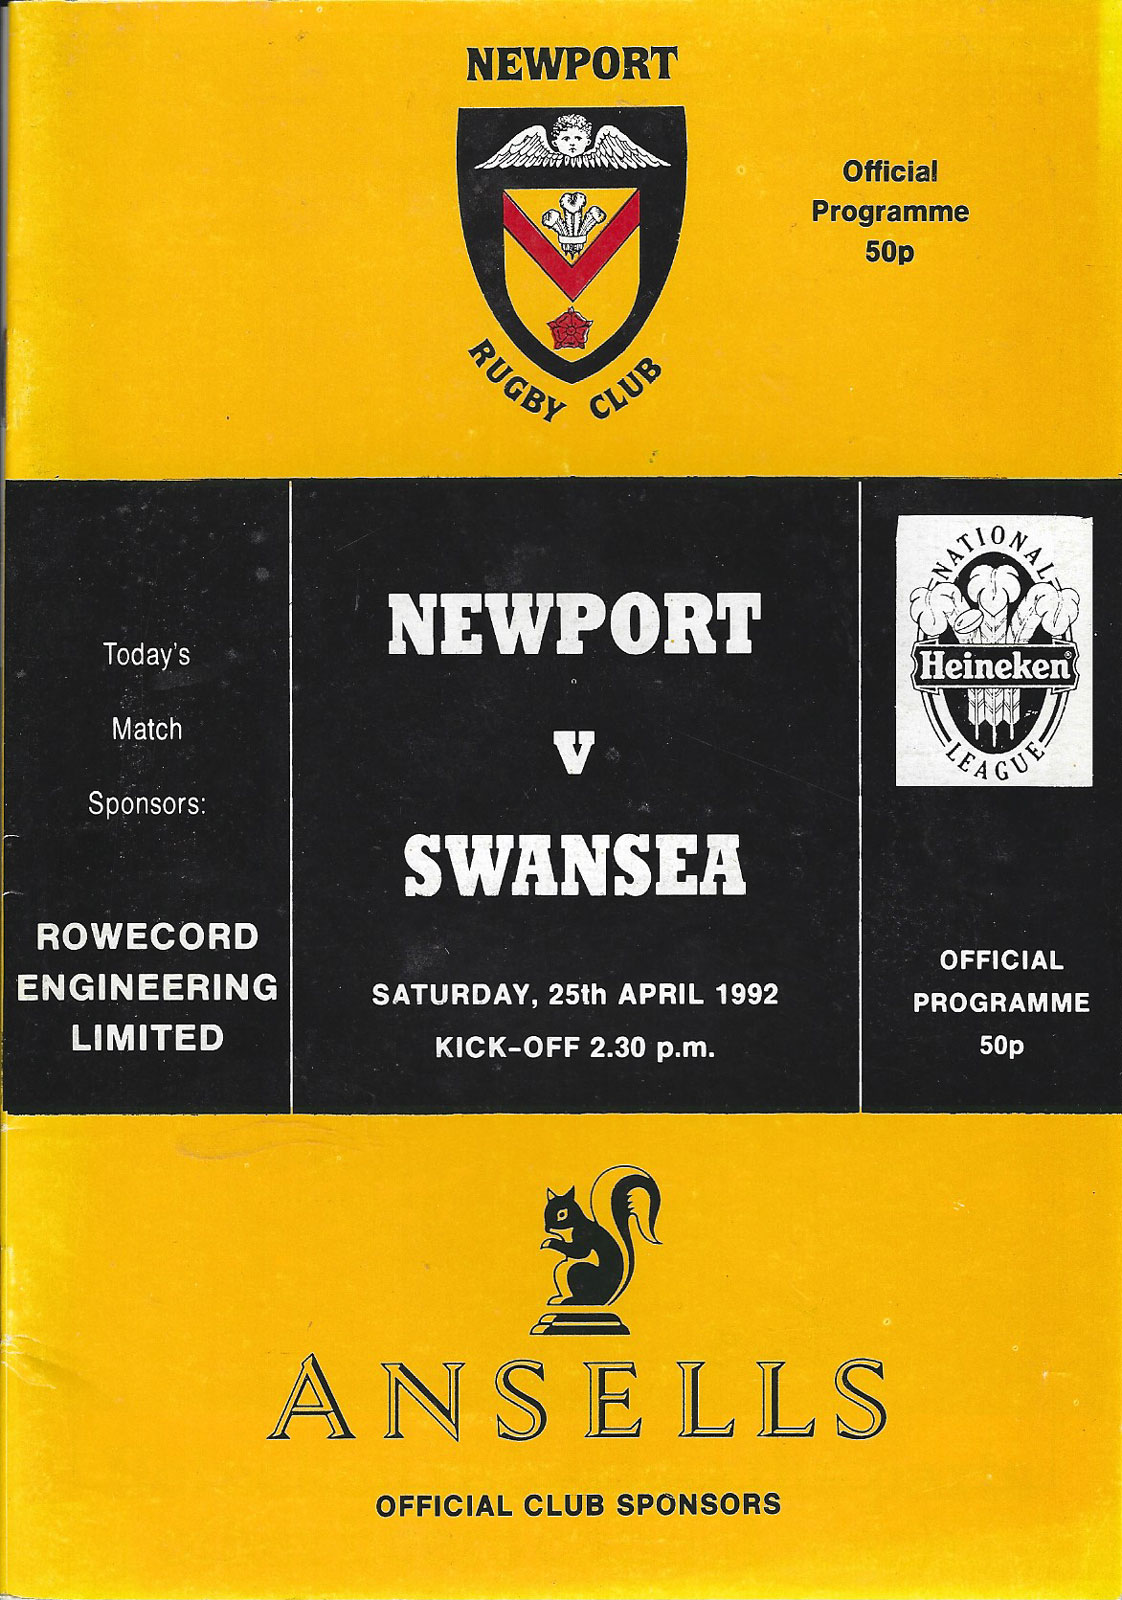 NEWPORT
RUGBY CLUB
Official
Programme
50p
Today's
Match
Sponsors:
ROWECORD
ENGINEERING
LIMITED
NEWPORT
v
SWANSEA
SATURDAY, 25th APRIL 1992
KICK-OFF 2.30 p.m.
NATIONAL
Heineken®
LEAGUE
OFFICIAL
PROGRAMME
50p
ANSELLS
OFFICIAL CLUB SPONSORS